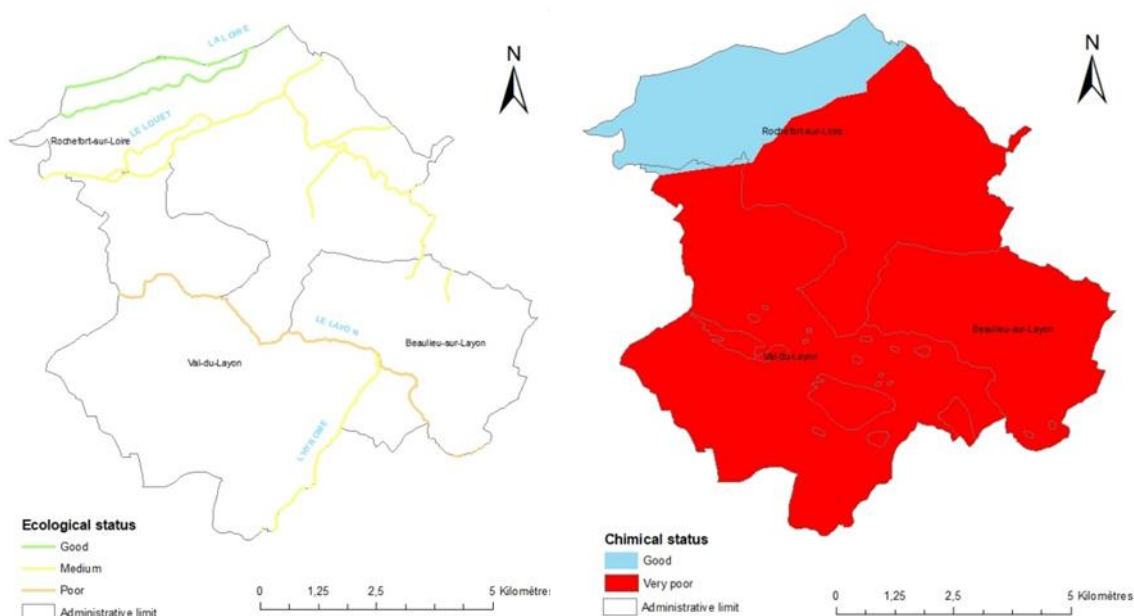 LA LOIRE
N
LE LOUET
Rochefort-sur-Loire
LE LAYON
Beaulieu-sur-Layon
Val-du-Layon
L'HYROME
Ecological status
Good
Medium
Poor
Administrative limit
0 1,25 2,5 5 Kilomètres
N
Rochefort-sur-Loire
Beaulieu-sur-Layon
Val-du-Layon
Chimical status
Good
Very poor
Administrative limit
0 1,25 2,5 5 Kilomètres